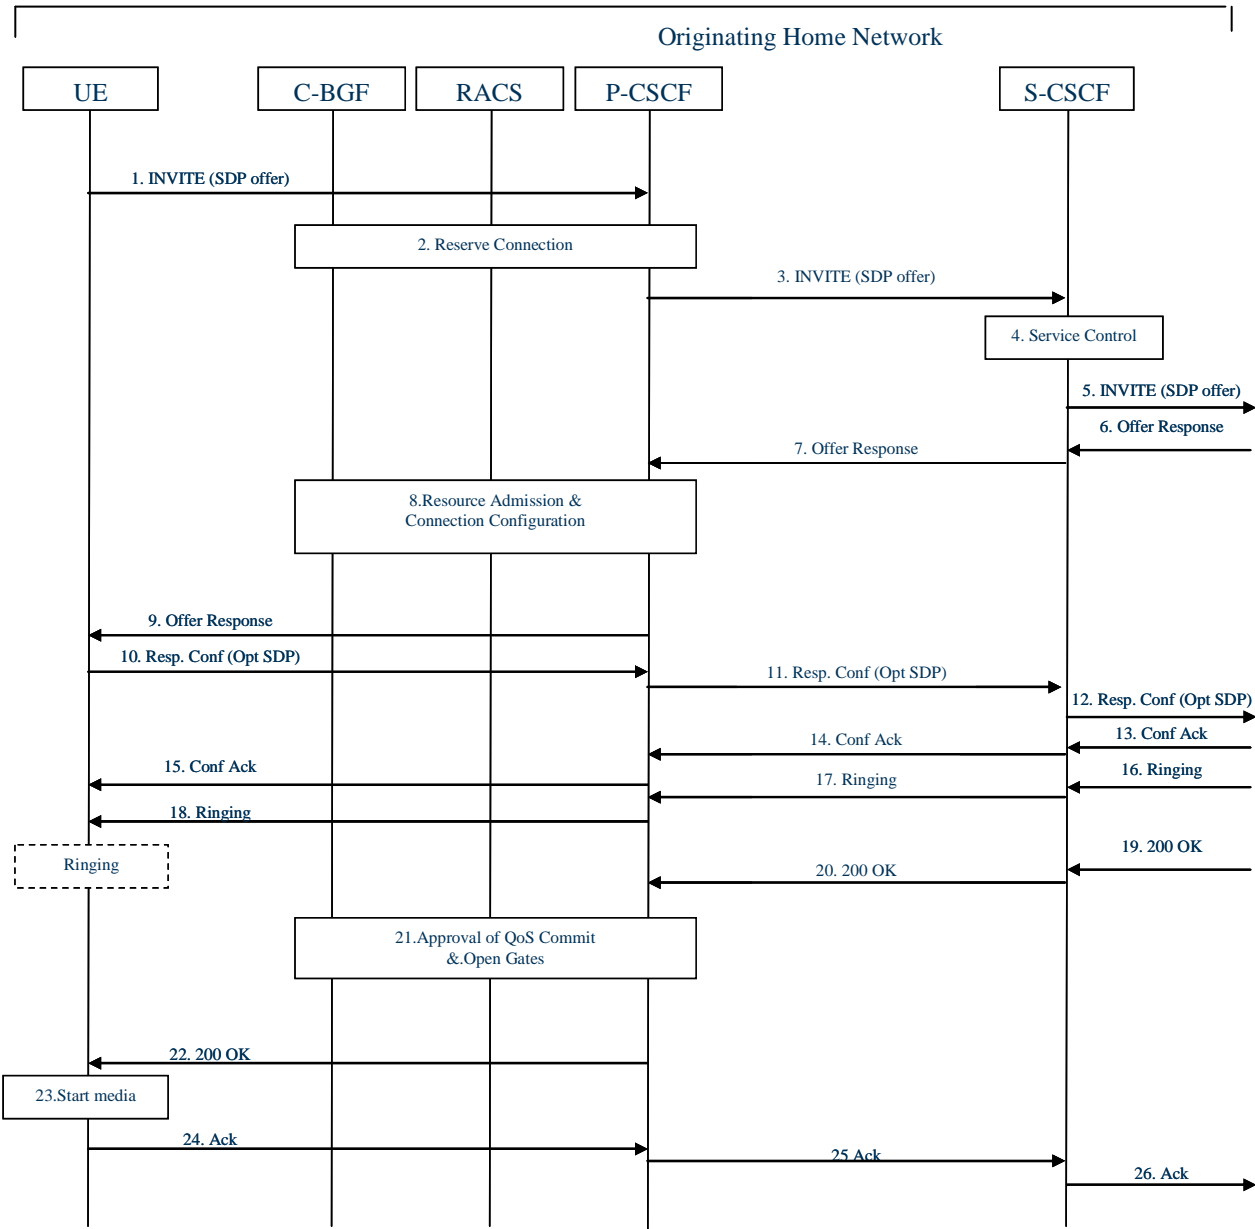 Originating Home Network
UE
C-BGF
RACS
P-CSCF
S-CSCF
1. INVITE (SDP offer)
2. Reserve Connection
3. INVITE (SDP offer)
4. Service Control
5. INVITE (SDP offer)
6. Offer Response
7. Offer Response
8.Resource Admission &
Connection Configuration
9. Offer Response
10. Resp. Conf (Opt SDP)
11. Resp. Conf (Opt SDP)
12. Resp. Conf (Opt SDP)
13. Conf Ack
14. Conf Ack
15. Conf Ack
16. Ringing
17. Ringing
18. Ringing
Ringing
19. 200 OK
20. 200 OK
21.Approval of QoS Commit
&.Open Gates
22. 200 OK
23.Start media
24. Ack
25 Ack
26. Ack